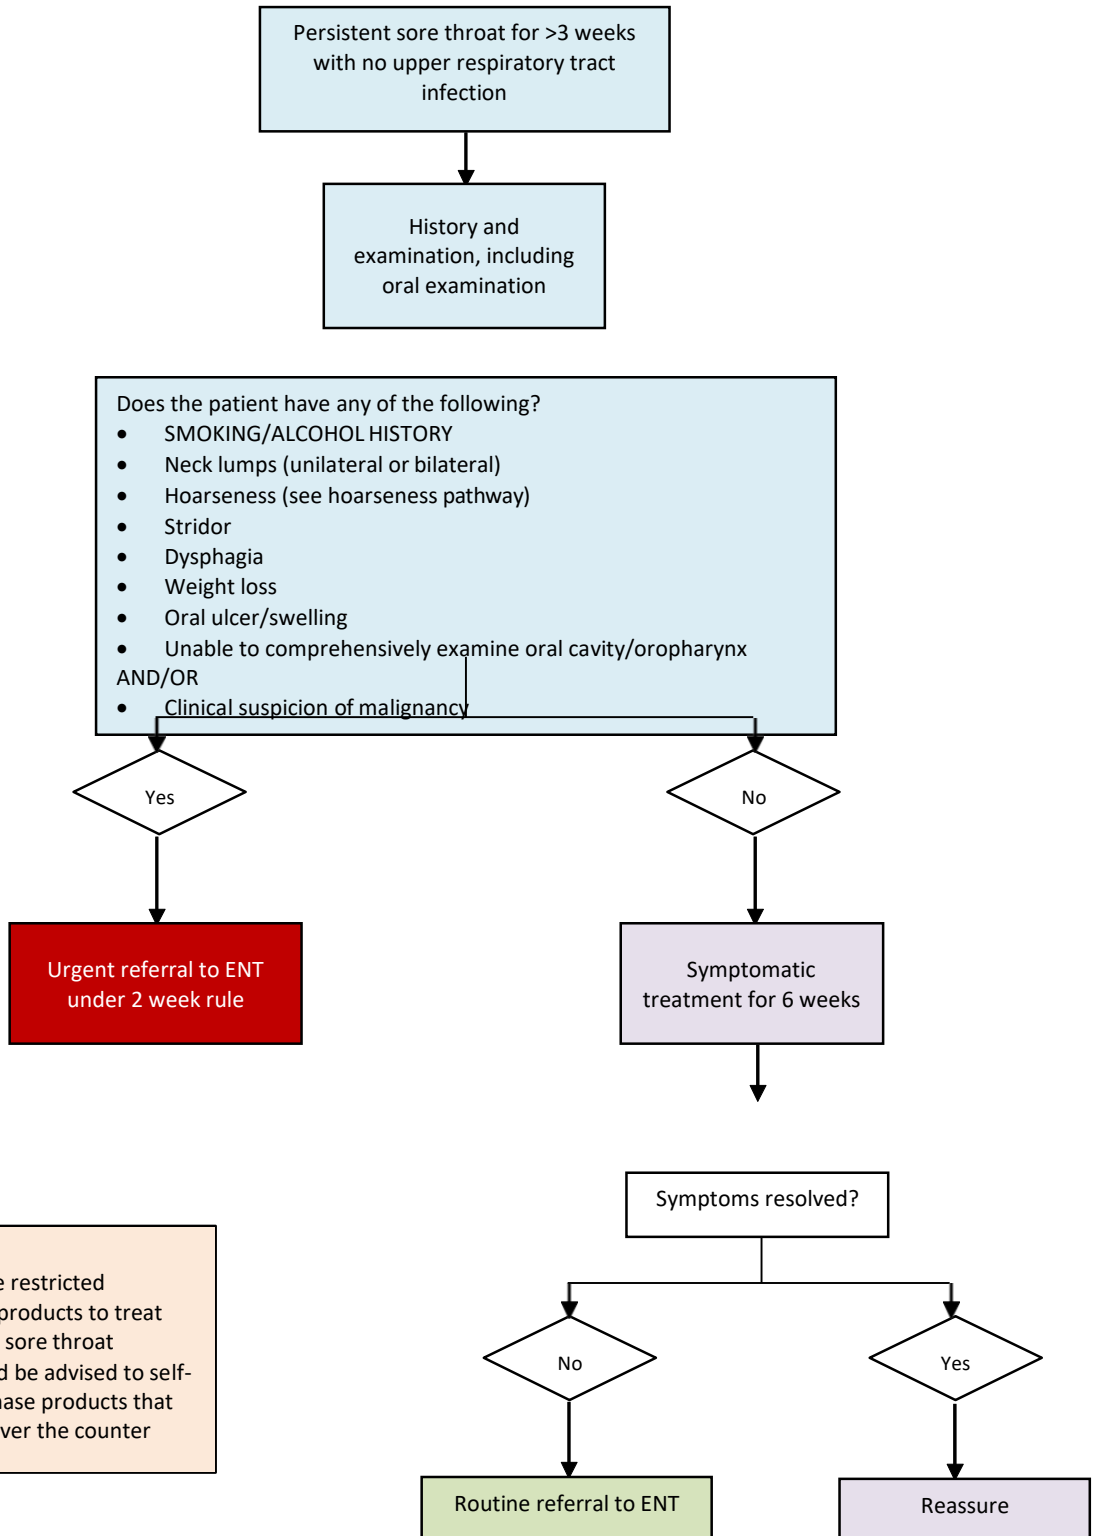 Persistent sore throat for >3 weeks
with no upper respiratory tract
infection
History and
examination, including
oral examination
Does the patient have any of the following?
• SMOKING/ALCOHOL HISTORY
• Neck lumps (unilateral or bilateral)
• Hoarseness (see hoarseness pathway)
• Stridor
• Dysphagia
• Weight loss
• Oral ulcer/swelling
• Unable to comprehensively examine oral cavity/oropharynx
AND/OR
• Clinical suspicion of malignancy
Yes
No
Urgent referral to ENT
under 2 week rule
Symptomatic
treatment for 6 weeks
Symptoms resolved?
restricted
products to treat
sore throat
be advised to self-
products that
over the counter
No
Yes
Routine referral to ENT
Reassure